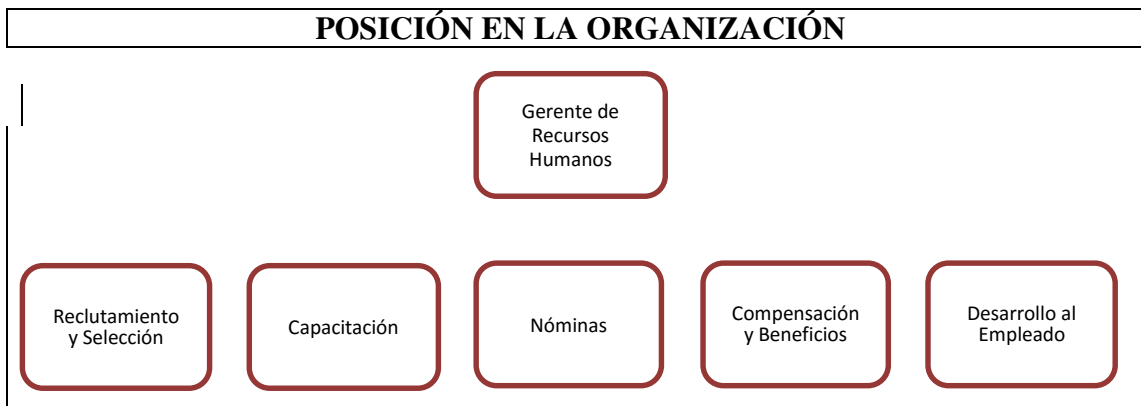 POSICIÓN EN LA ORGANIZACIÓN
Gerente de
Recursos
Humanos
Reclutamiento
y Selección
Capacitación
Nóminas
Compensación
y Beneficios
Desarrollo al
Empleado